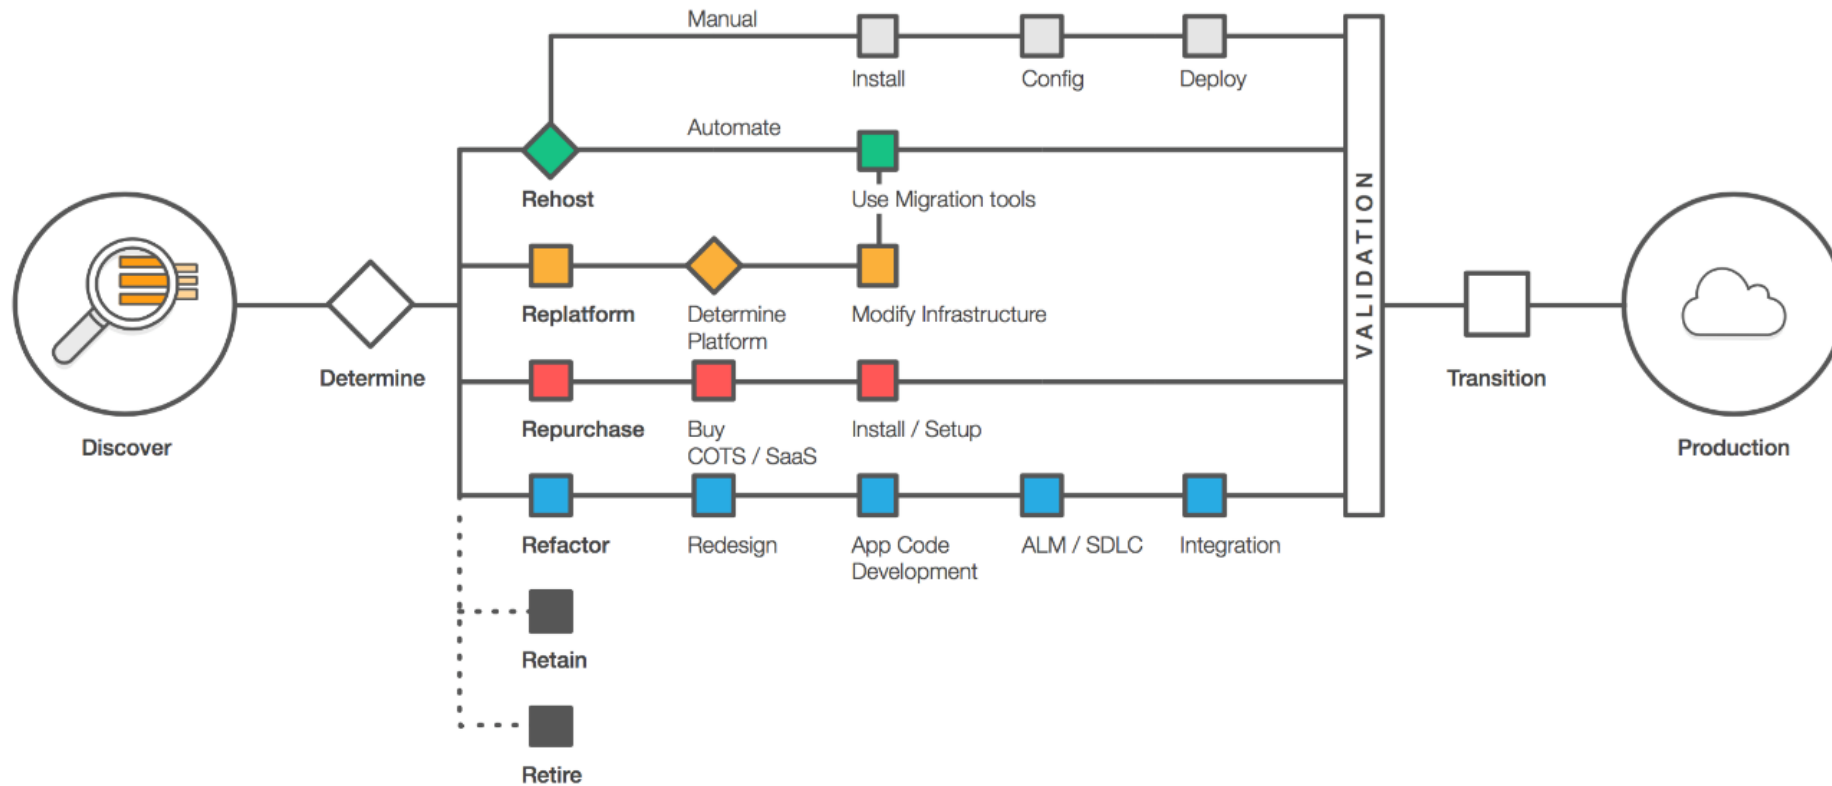 Manual
Install
Config
Deploy
Automate
Rehost
Use Migration tools
Replatform
Determine
Platform
Modify Infrastructure
Repurchase
Buy
COTS / SaaS
Install / Setup
Refactor
Redesign
App Code
Development
ALM / SDLC
Integration
Retain
Retire
Discover
Determine
VALIDATION
Transition
Production